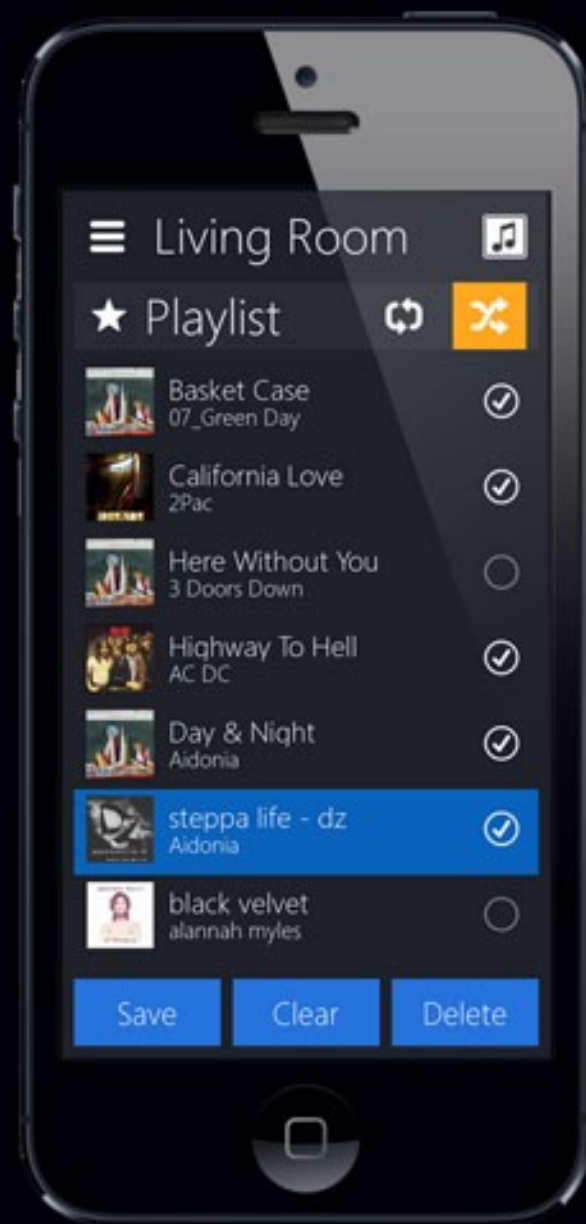 Living Room
Playlist
Basket Case
07_Green Day
California Love
2Pac
Here Without You
3 Doors Down
Highway To Hell
AC DC
Day & Night
Aidonia
steppa life - dz
Aidonia
black velvet
alannah myles
Save
Clear
Delete